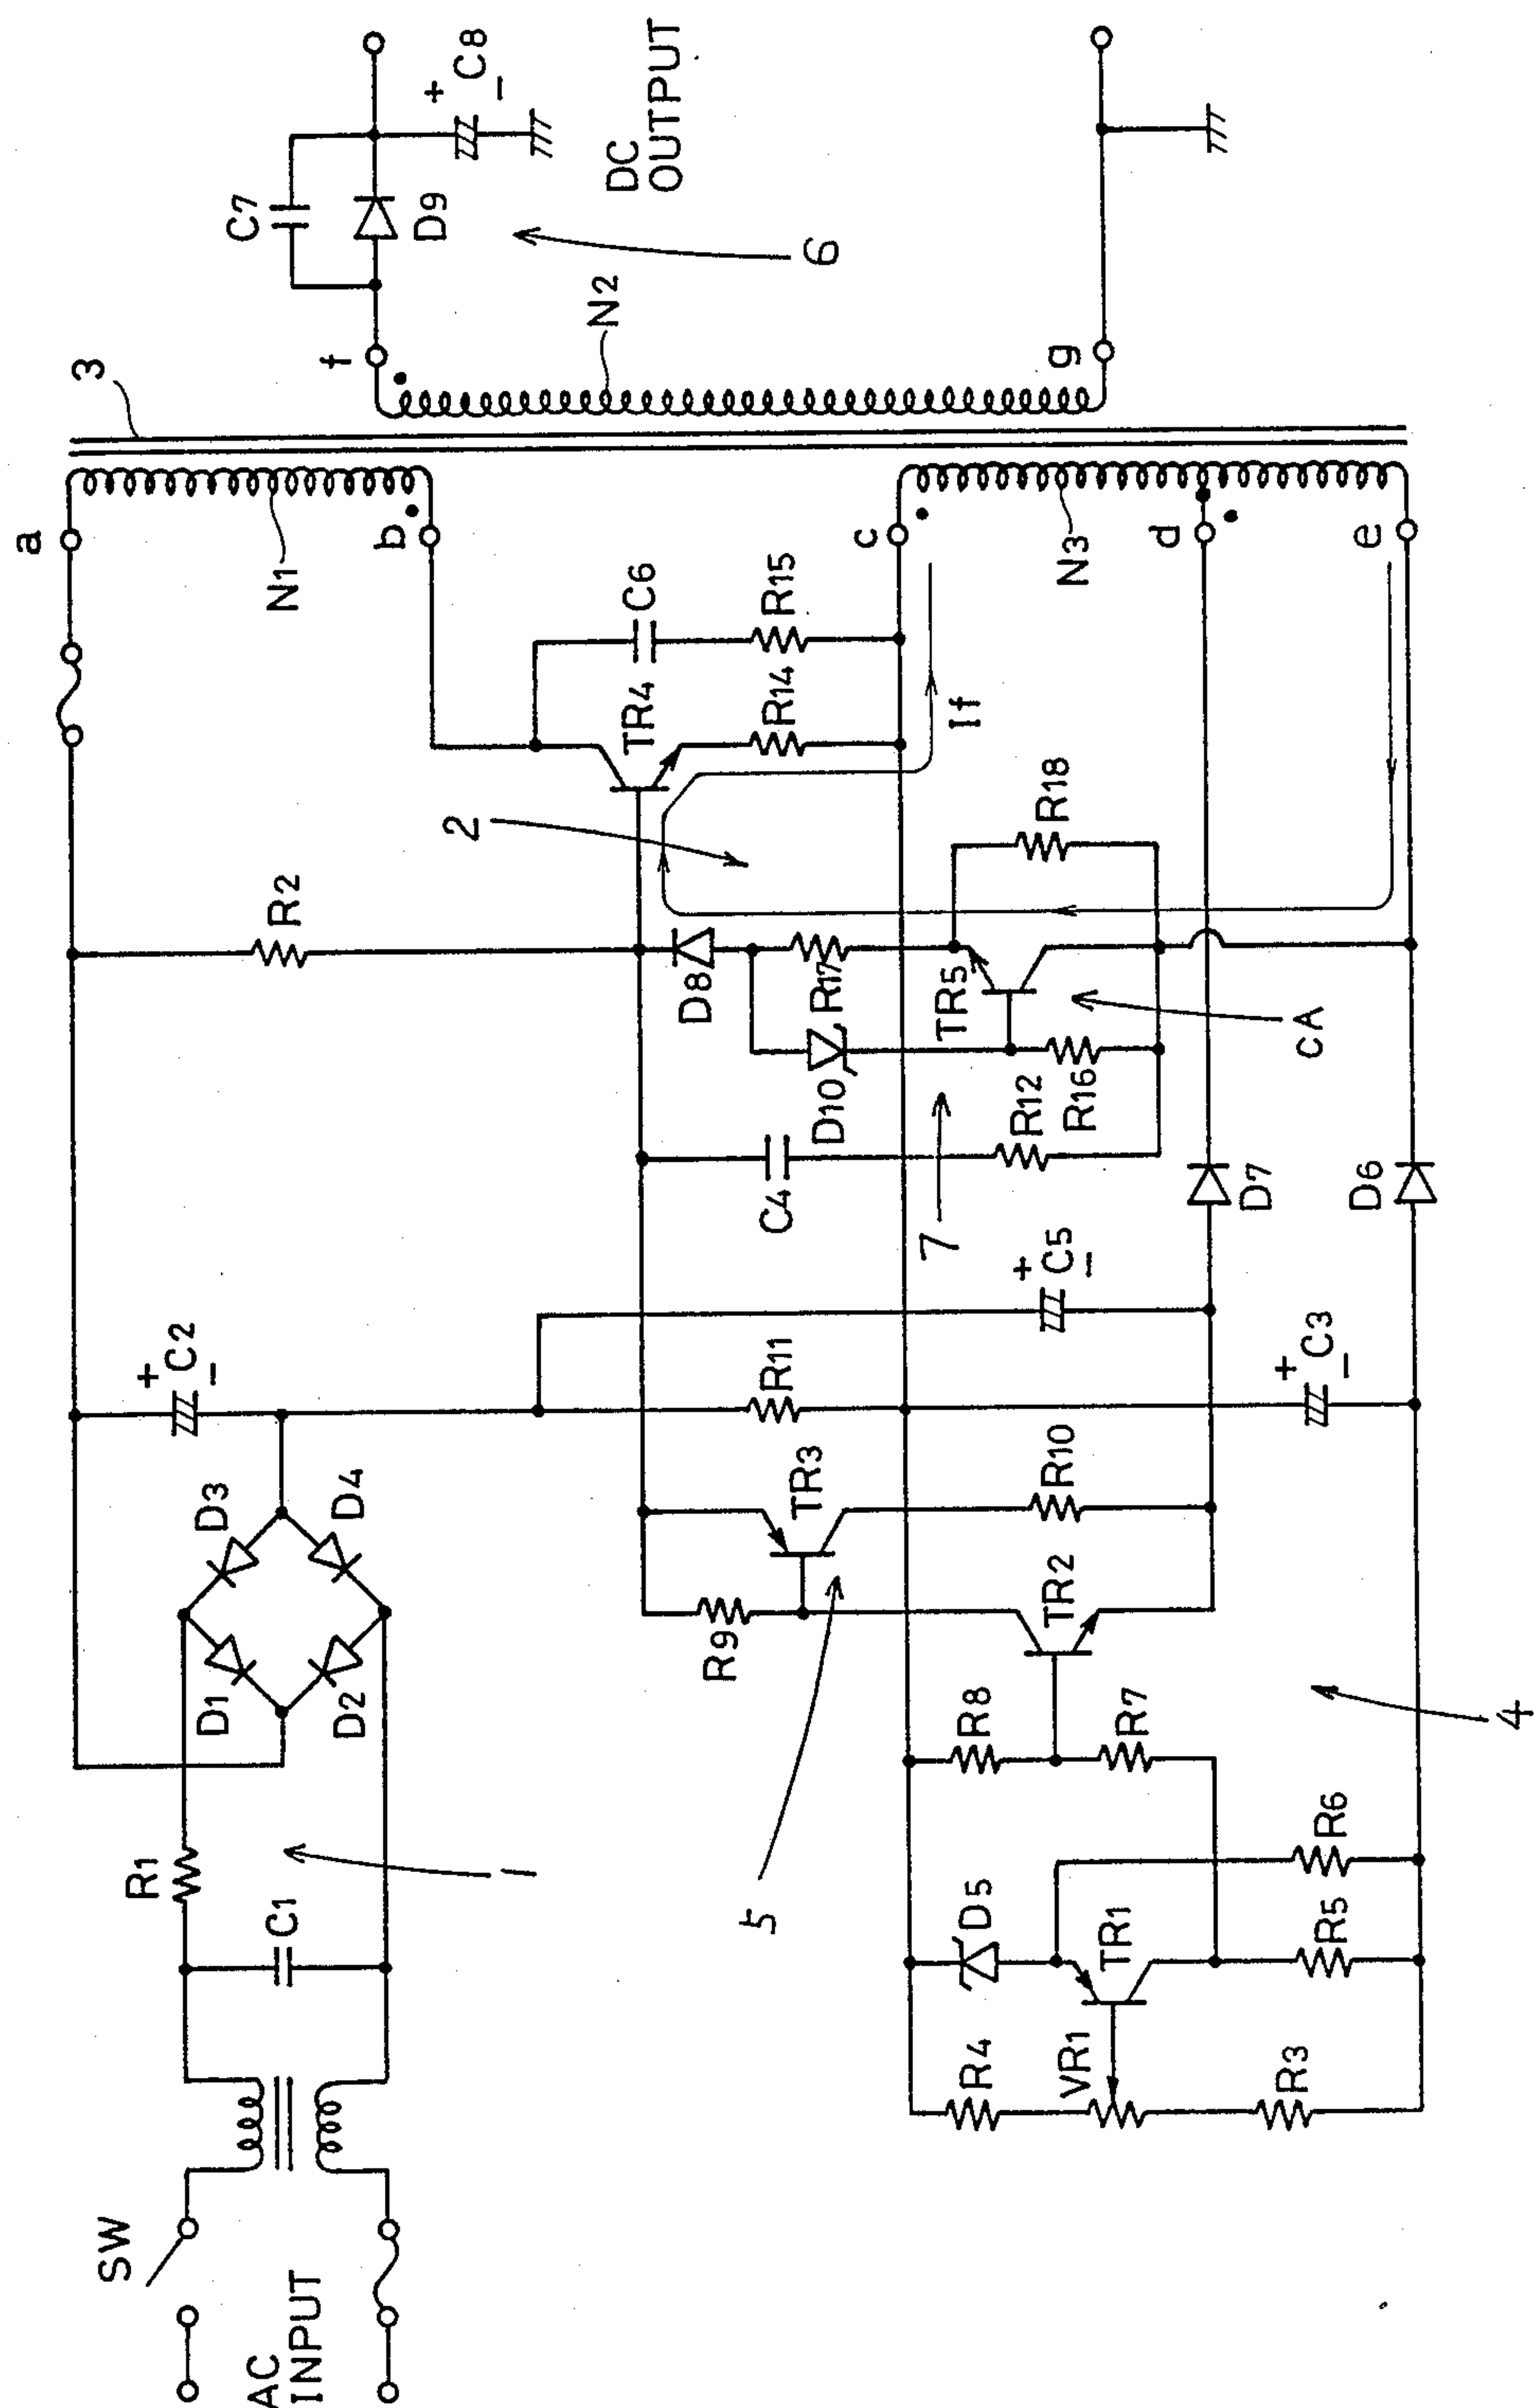 AC
INPUT
SW
R1
C1
1
D1
D2
D3
D4
+
C2
−
R2
a
N1
b
3
f
N2
g
C7
D9
+
C8
−
6
DC
OUTPUT
TR4
C6
R14
R15
2
If
c
N3
d
e
D8
R17
D10
TR5
R18
R16
R12
C4
cA
7
D7
D6
+
C5
−
R11
+
C3
−
TR3
R10
R9
TR2
5
R8
R7
4
R6
D5
TR1
R5
R4
VR1
R3